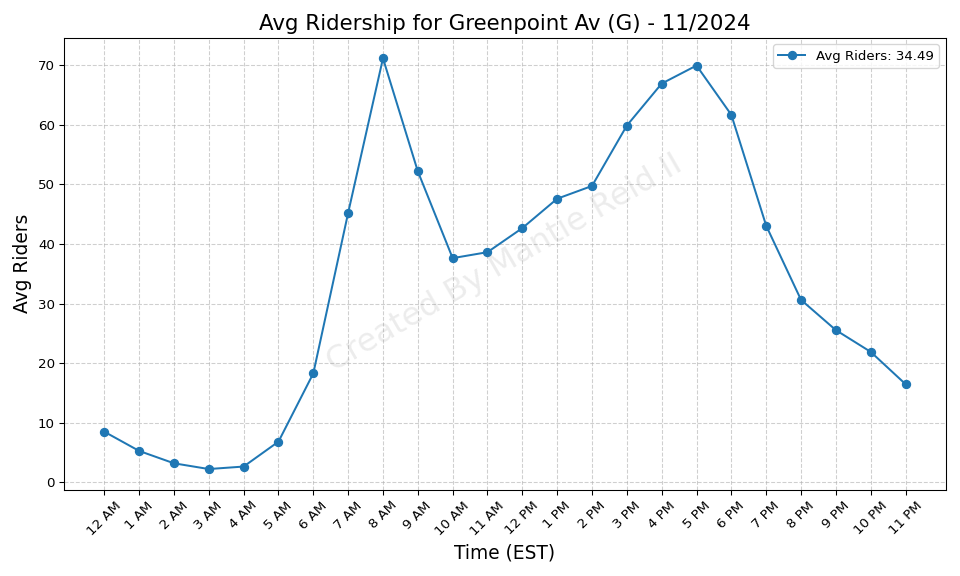 Avg Ridership for Greenpoint Av (G) - 11/2024
Avg Riders: 34.49
Avg Riders
70
60
50
40
30
20
10
0
Created By Mantie Reid II
12 AM 1 AM 2 AM 3 AM 4 AM 5 AM 6 AM 7 AM 8 AM 9 AM 10 AM 11 AM 12 PM 1 PM 2 PM 3 PM 4 PM 5 PM 6 PM 7 PM 8 PM 9 PM 10 PM 11 PM
Time (EST)